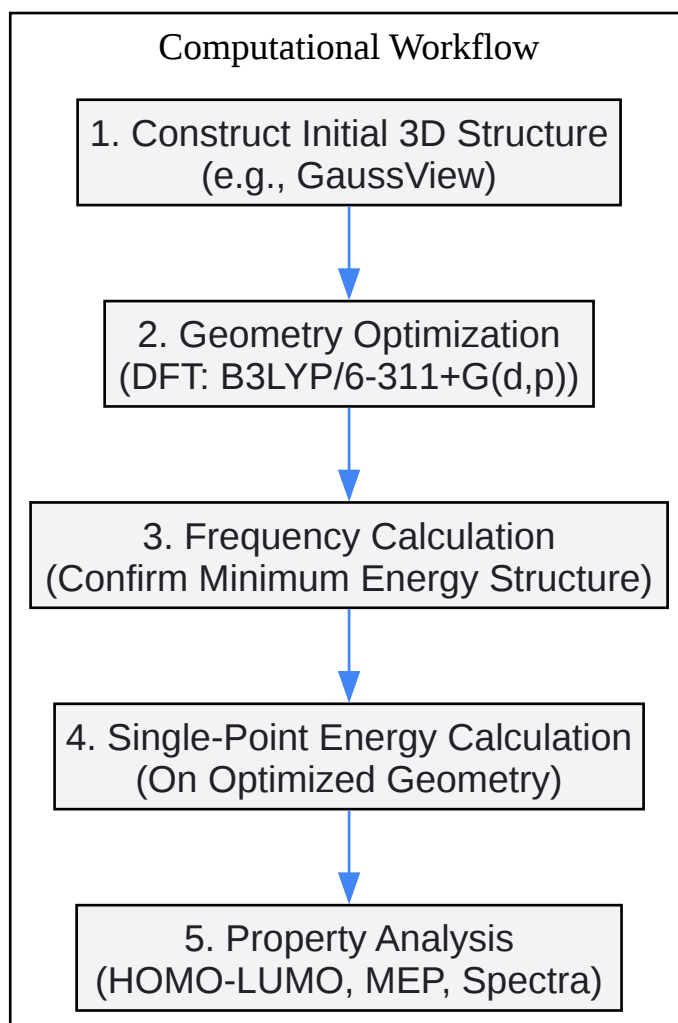 Computational Workflow
1. Construct Initial 3D Structure
(e.g., GaussView)
2. Geometry Optimization
(DFT: B3LYP/6-311+G(d,p))
3. Frequency Calculation
(Confirm Minimum Energy Structure)
4. Single-Point Energy Calculation
(On Optimized Geometry)
5. Property Analysis
(HOMO-LUMO, MEP, Spectra)